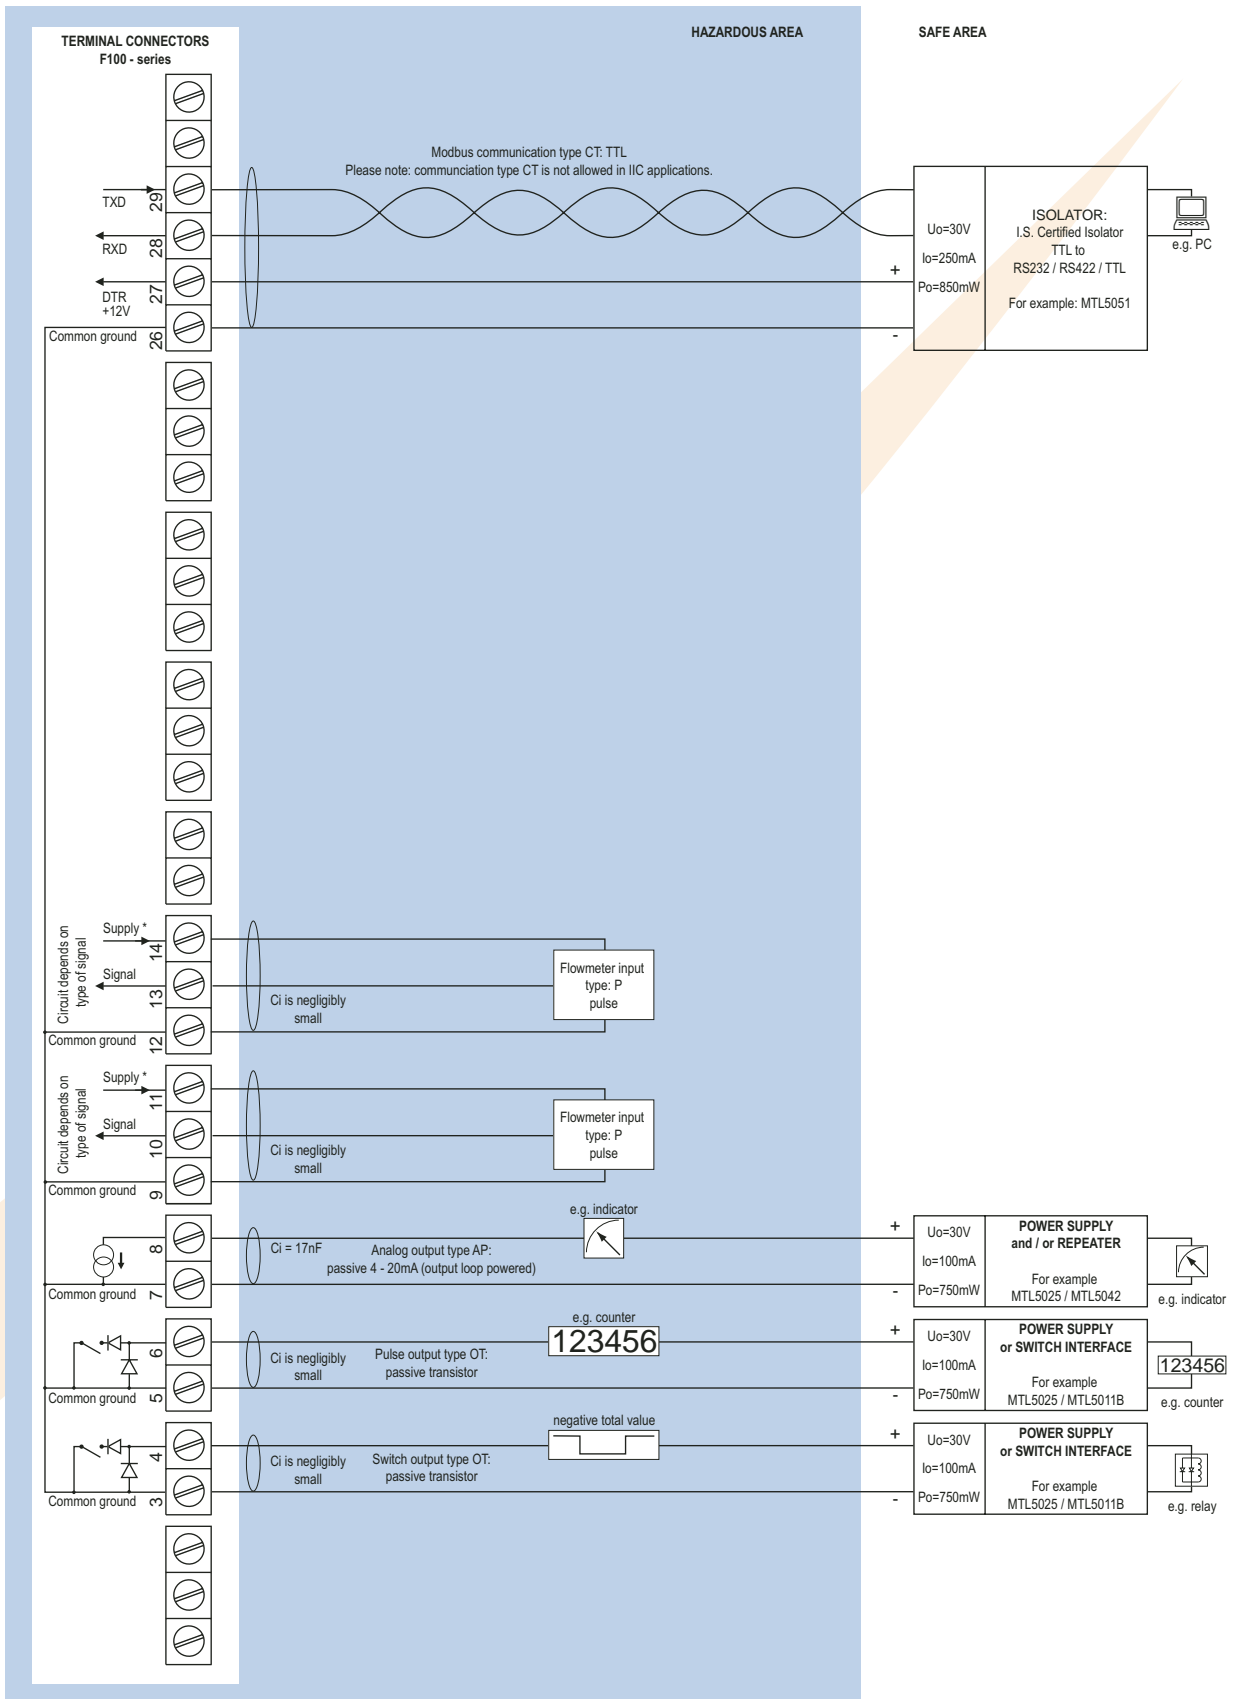 TERMINAL CONNECTORS
F100 - series
HAZARDOUS AREA
SAFE AREA
Modbus communication type CT: TTL
Please note: communciation type CT is not allowed in IIC applications.
TXD
29
RXD
28
DTR
+12V
27
Common ground
26
+
-
Uo=30V
Io=250mA
Po=850mW
ISOLATOR:
I.S. Certified Isolator
TTL to
RS232 / RS422 / TTL
For example: MTL5051
e.g. PC
Circuit depends on
type of signal
Supply *
14
Signal
13
Common ground
12
Ci is negligibly
small
Flowmeter input
type: P
pulse
Circuit depends on
type of signal
Supply *
11
Signal
10
Common ground
9
Ci is negligibly
small
Flowmeter input
type: P
pulse
8
Common ground
7
Ci = 17nF
Analog output type AP:
passive 4 - 20mA (output loop powered)
e.g. indicator
+
-
Uo=30V
Io=100mA
Po=750mW
POWER SUPPLY
and / or REPEATER
For example
MTL5025 / MTL5042
e.g. indicator
6
Common ground
5
Ci is negligibly
small
Pulse output type OT:
passive transistor
e.g. counter
123456
+
-
Uo=30V
Io=100mA
Po=750mW
POWER SUPPLY
or SWITCH INTERFACE
For example
MTL5025 / MTL5011B
123456
e.g. counter
4
Common ground
3
Ci is negligibly
small
Switch output type OT:
passive transistor
negative total value
+
-
Uo=30V
Io=100mA
Po=750mW
POWER SUPPLY
or SWITCH INTERFACE
For example
MTL5025 / MTL5011B
e.g. relay